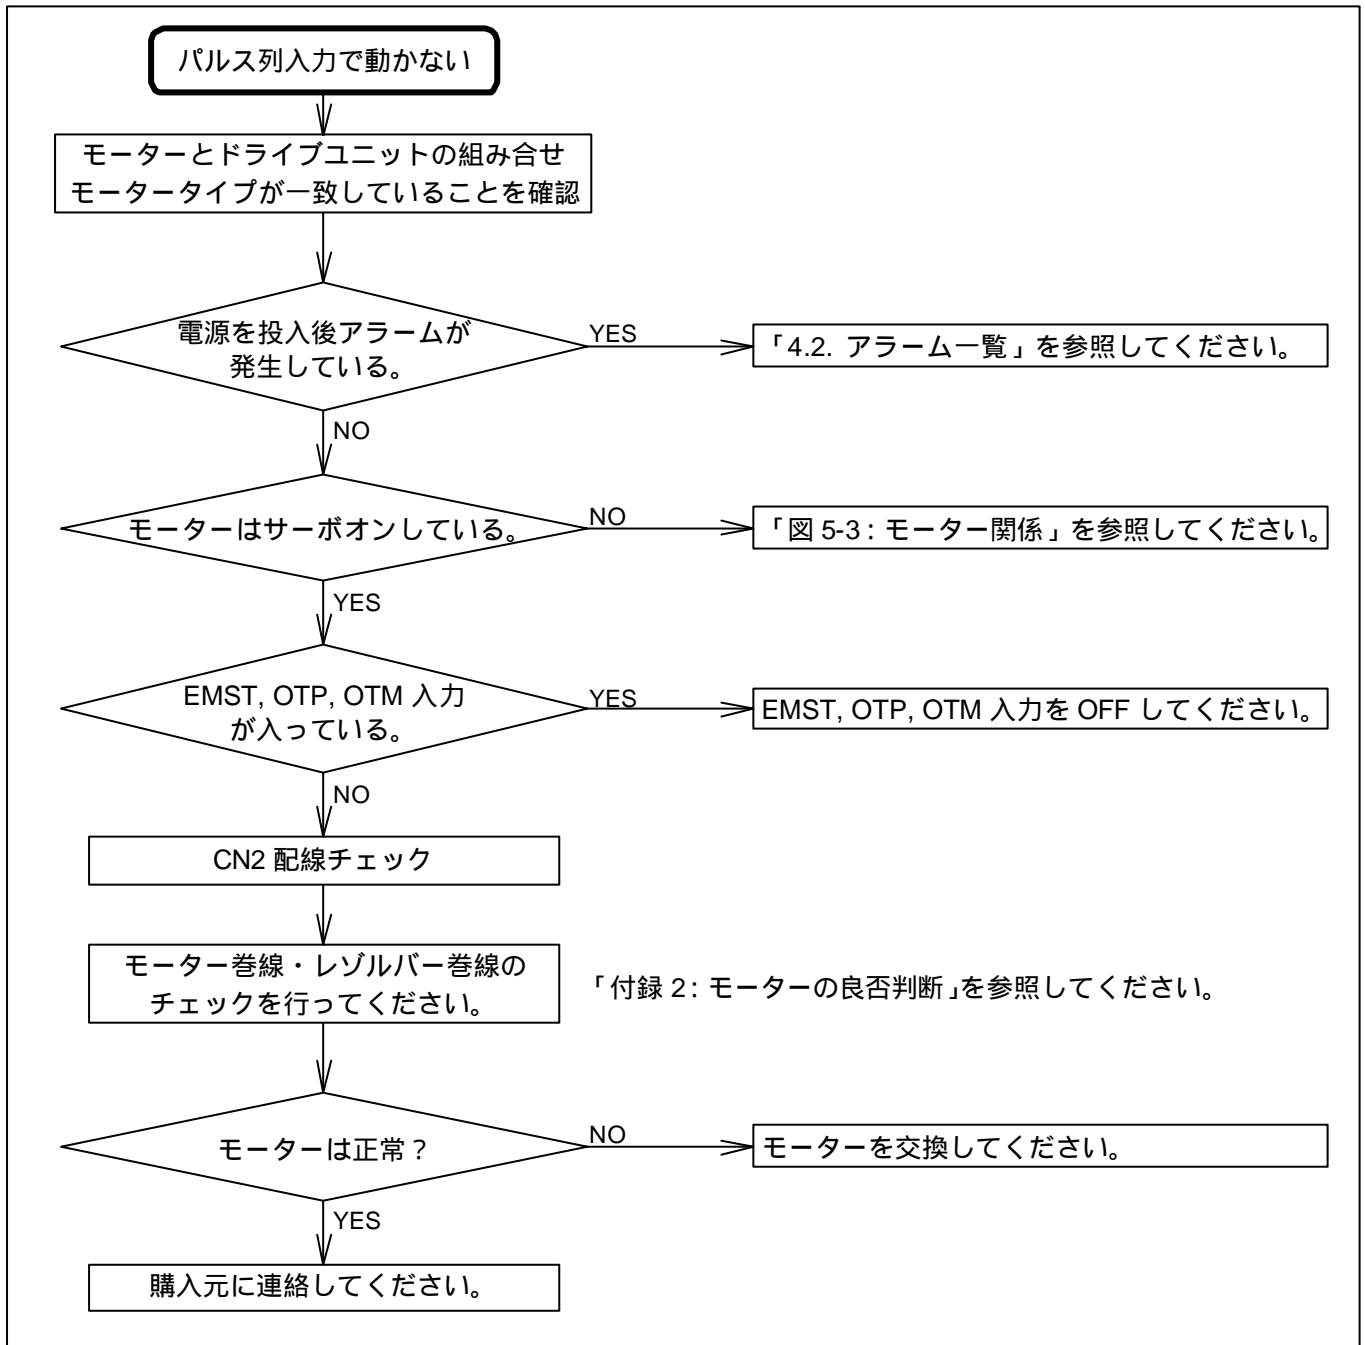 パルス列入力で動かない
モーターとドライブユニットの組み合せ
モータータイプが一致していることを確認
電源を投入後アラームが
発生している。
YES
「4.2. アラーム一覧」を参照してください。
NO
モーターはサーボオンしている。
NO
「図 5-3 : モーター関係」を参照してください。
YES
EMST, OTP, OTM 入力
が入っている。
YES
EMST, OTP, OTM 入力を OFF してください。
NO
CN2 配線チェック
モーター巻線・レゾルバー巻線の
チェックを行ってください。
「付録 2 : モーターの良否判断」を参照してください。
モーターは正常？
NO
モーターを交換してください。
YES
購入元に連絡してください。